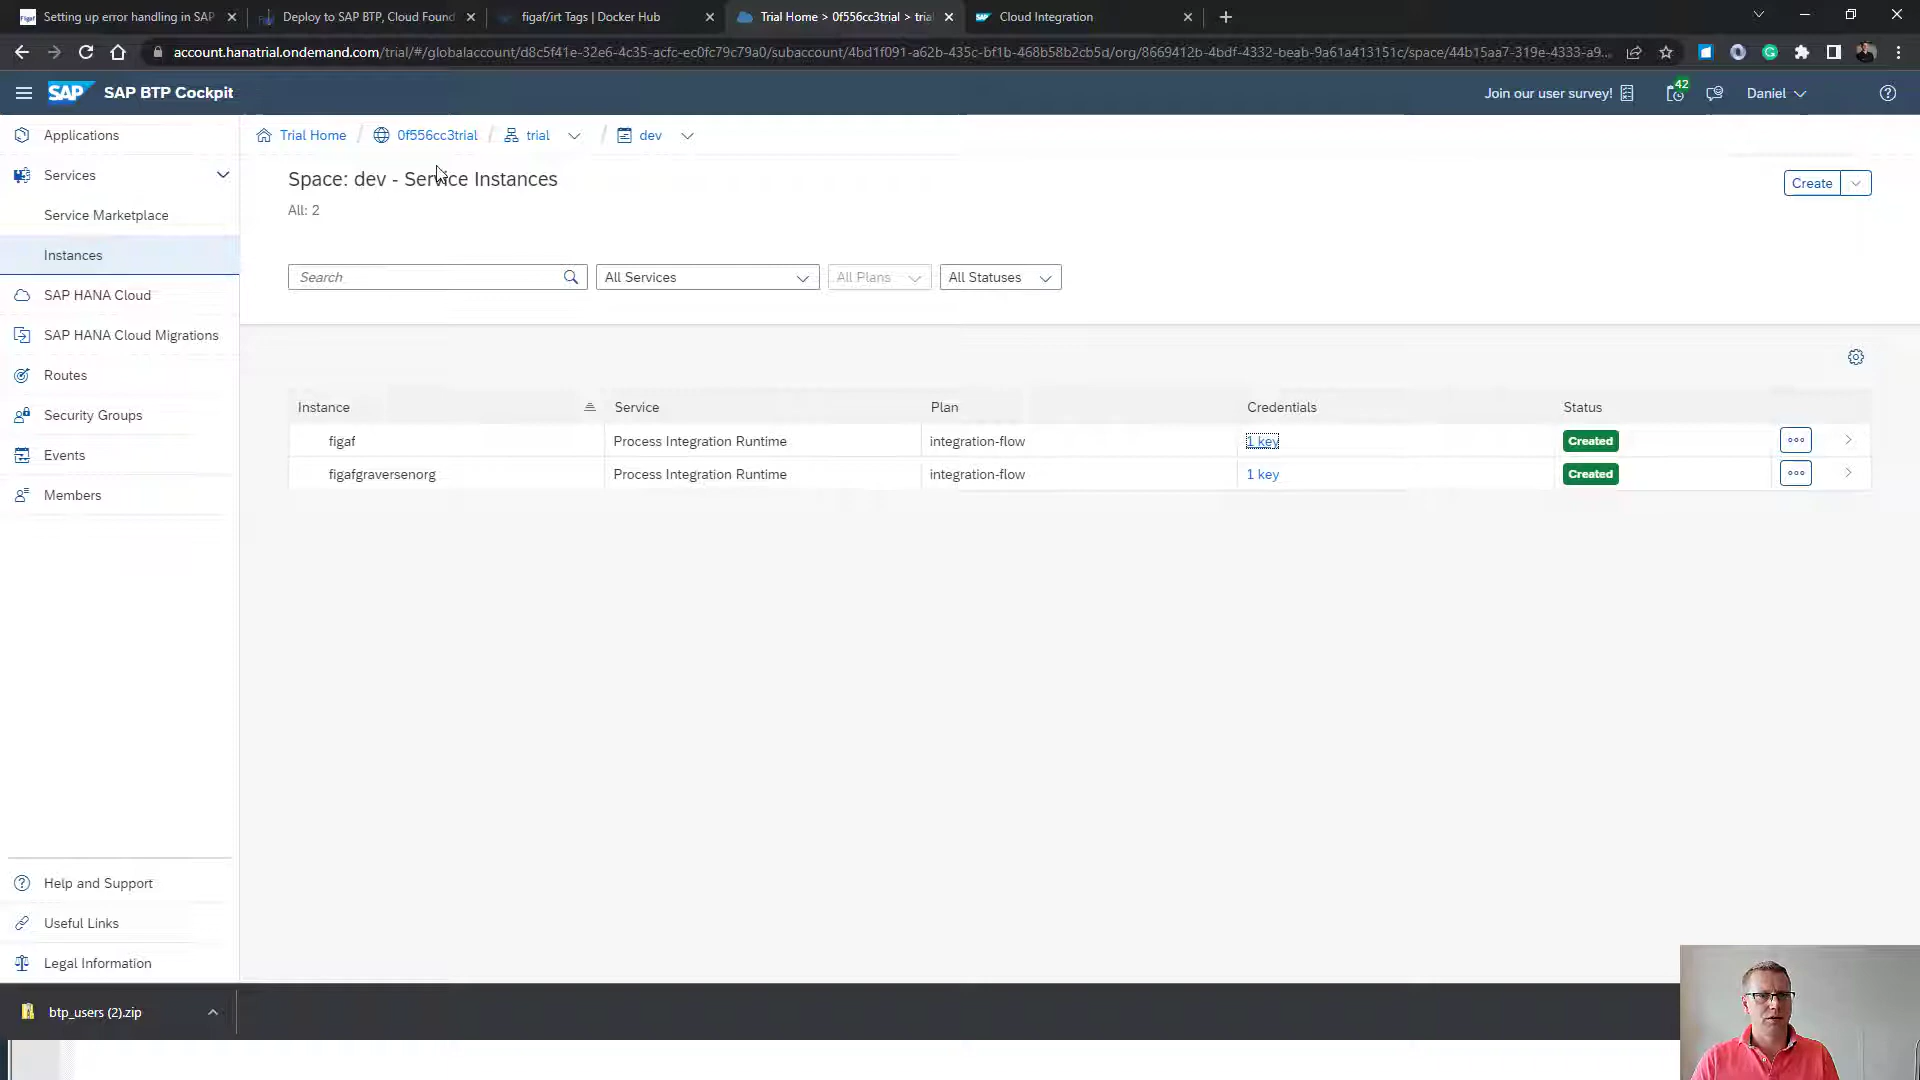 Setting up error handling in SAP
Deploy to SAP BTP, Cloud Found
figaf/irt Tags | Docker Hub
Trial Home > 0f556cc3trial > trial
Cloud Integration
account.hanatrial.ondemand.com/trial/#/globalaccount/d8c5f41e-32e6-4c35-acfc-ec0fc79c79a0/subaccount/4bd1f091-a62b-435c-bf1b-468b58b2cb5d/org/8669412b-4bdf-4332-beab-9a61a413151c/space/44b15aa7-319e-4333-a9...
SAP SAP BTP Cockpit
Join our user survey! 42 Daniel
Trial Home / 0f556cc3trial / trial / dev
Applications
Services
Service Marketplace
Instances
SAP HANA Cloud
SAP HANA Cloud Migrations
Routes
Security Groups
Events
Members
Help and Support
Useful Links
Legal Information
Space: dev - Service Instances
Create
All: 2
Search All Services All Plans All Statuses
Instance Service Plan Credentials Status
figaf Process Integration Runtime integration-flow 1 key Created
figafgraversenorg Process Integration Runtime integration-flow 1 key Created
btp_users (2).zip